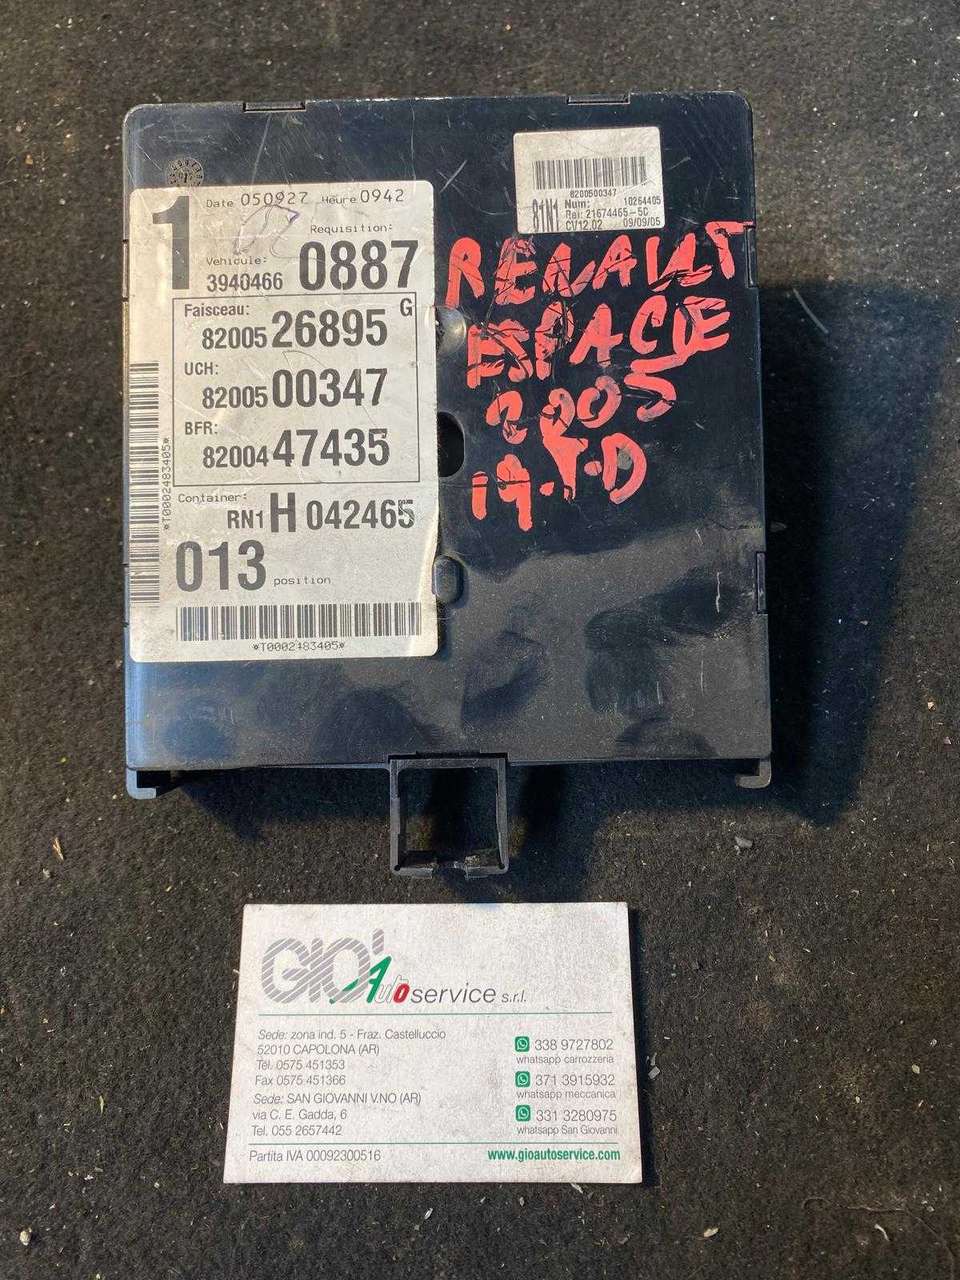 1
Date 050927 Heure 0942
Requisition:
Vehicule:
3940466 0887
Faisceau: G
82005 26895
UCH:
82005 00347
BFR:
82004 47435
Container:
RN1 H 042465
013 position
*T0002483405*
*T0002483405*
8200500347
81N1
Num: 10264405
Ref: 21674465-5C
CV12.02 09/09/05
RENAULT
ESPACE
2005
19.T.D
GIO' Autoservice s.r.l.
Sede: zona ind. 5 - Fraz. Castelluccio
52010 CAPOLONA (AR)
Tel. 0575 451353
Fax 0575 451366
Sede: SAN GIOVANNI V.NO (AR)
via C. E. Gadda, 6
Tel. 055 2657442
338 9727802
whatsapp carrozzeria
371 3915932
whatsapp meccanica
331 3280975
whatsapp San Giovanni
Partita IVA 00092300516
www.gioautoservice.com